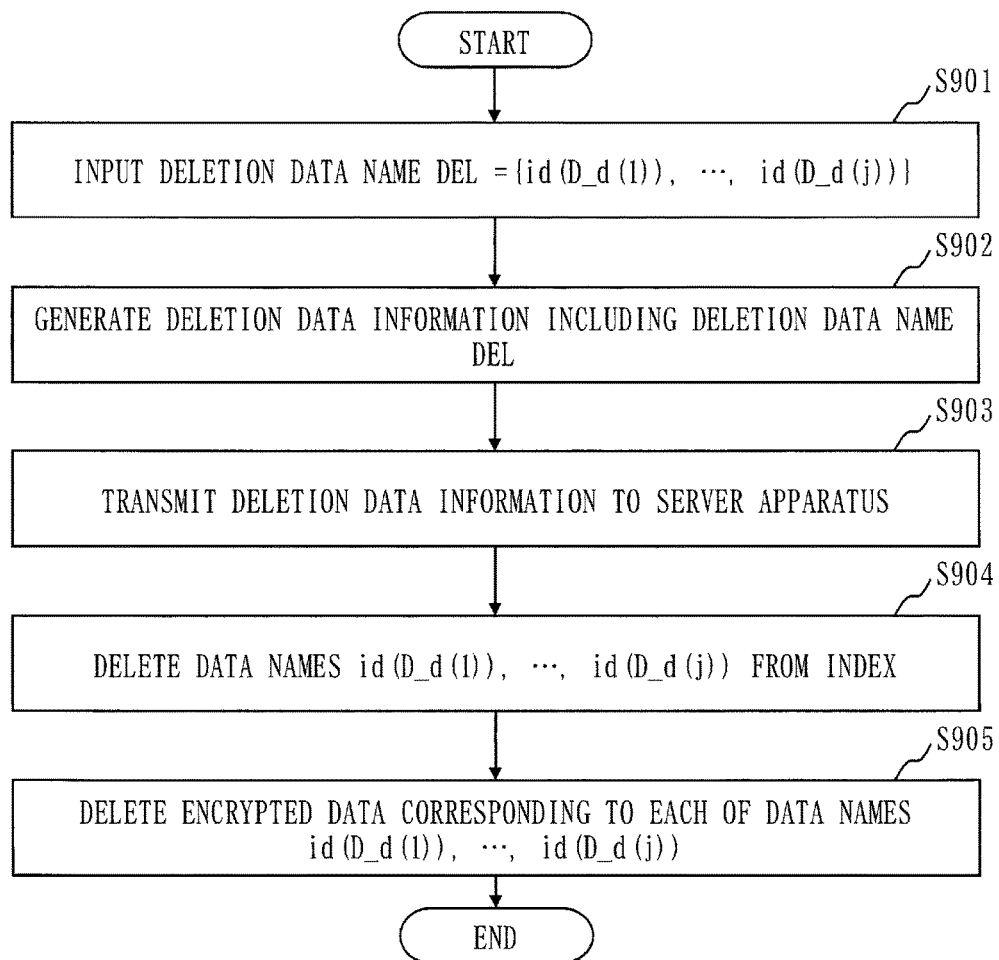 START
S901
INPUT DELETION DATA NAME DEL ={id(D_d(1)), ⋯, id(D_d(j))}
S902
GENERATE DELETION DATA INFORMATION INCLUDING DELETION DATA NAME
DEL
S903
TRANSMIT DELETION DATA INFORMATION TO SERVER APPARATUS
S904
DELETE DATA NAMES id(D_d(1)), ⋯, id(D_d(j)) FROM INDEX
S905
DELETE ENCRYPTED DATA CORRESPONDING TO EACH OF DATA NAMES
id(D_d(1)), ⋯, id(D_d(j))
END